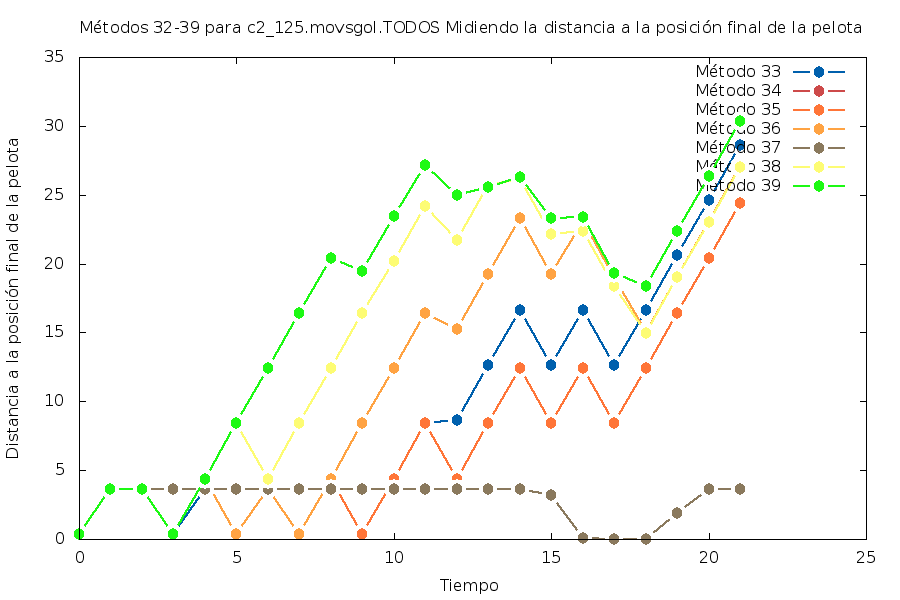 Métodos 32-39 para c2_125.movsgol.TODOS Midiendo la distancia a la posición final de la pelota
35
30
25
20
15
10
5
0
0 5 10 15 20 25
Distancia a la posición final de la pelota
Tiempo
Método 33
Método 34
Método 35
Método 36
Método 37
Método 38
Método 39